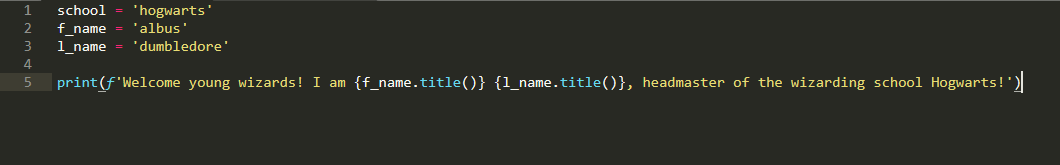 1 school = 'hogwarts'
2 f_name = 'albus'
3 l_name = 'dumbledore'
4
5 print(f'Welcome young wizards! I am {f_name.title()} {l_name.title()}, headmaster of the wizarding school Hogwarts!')